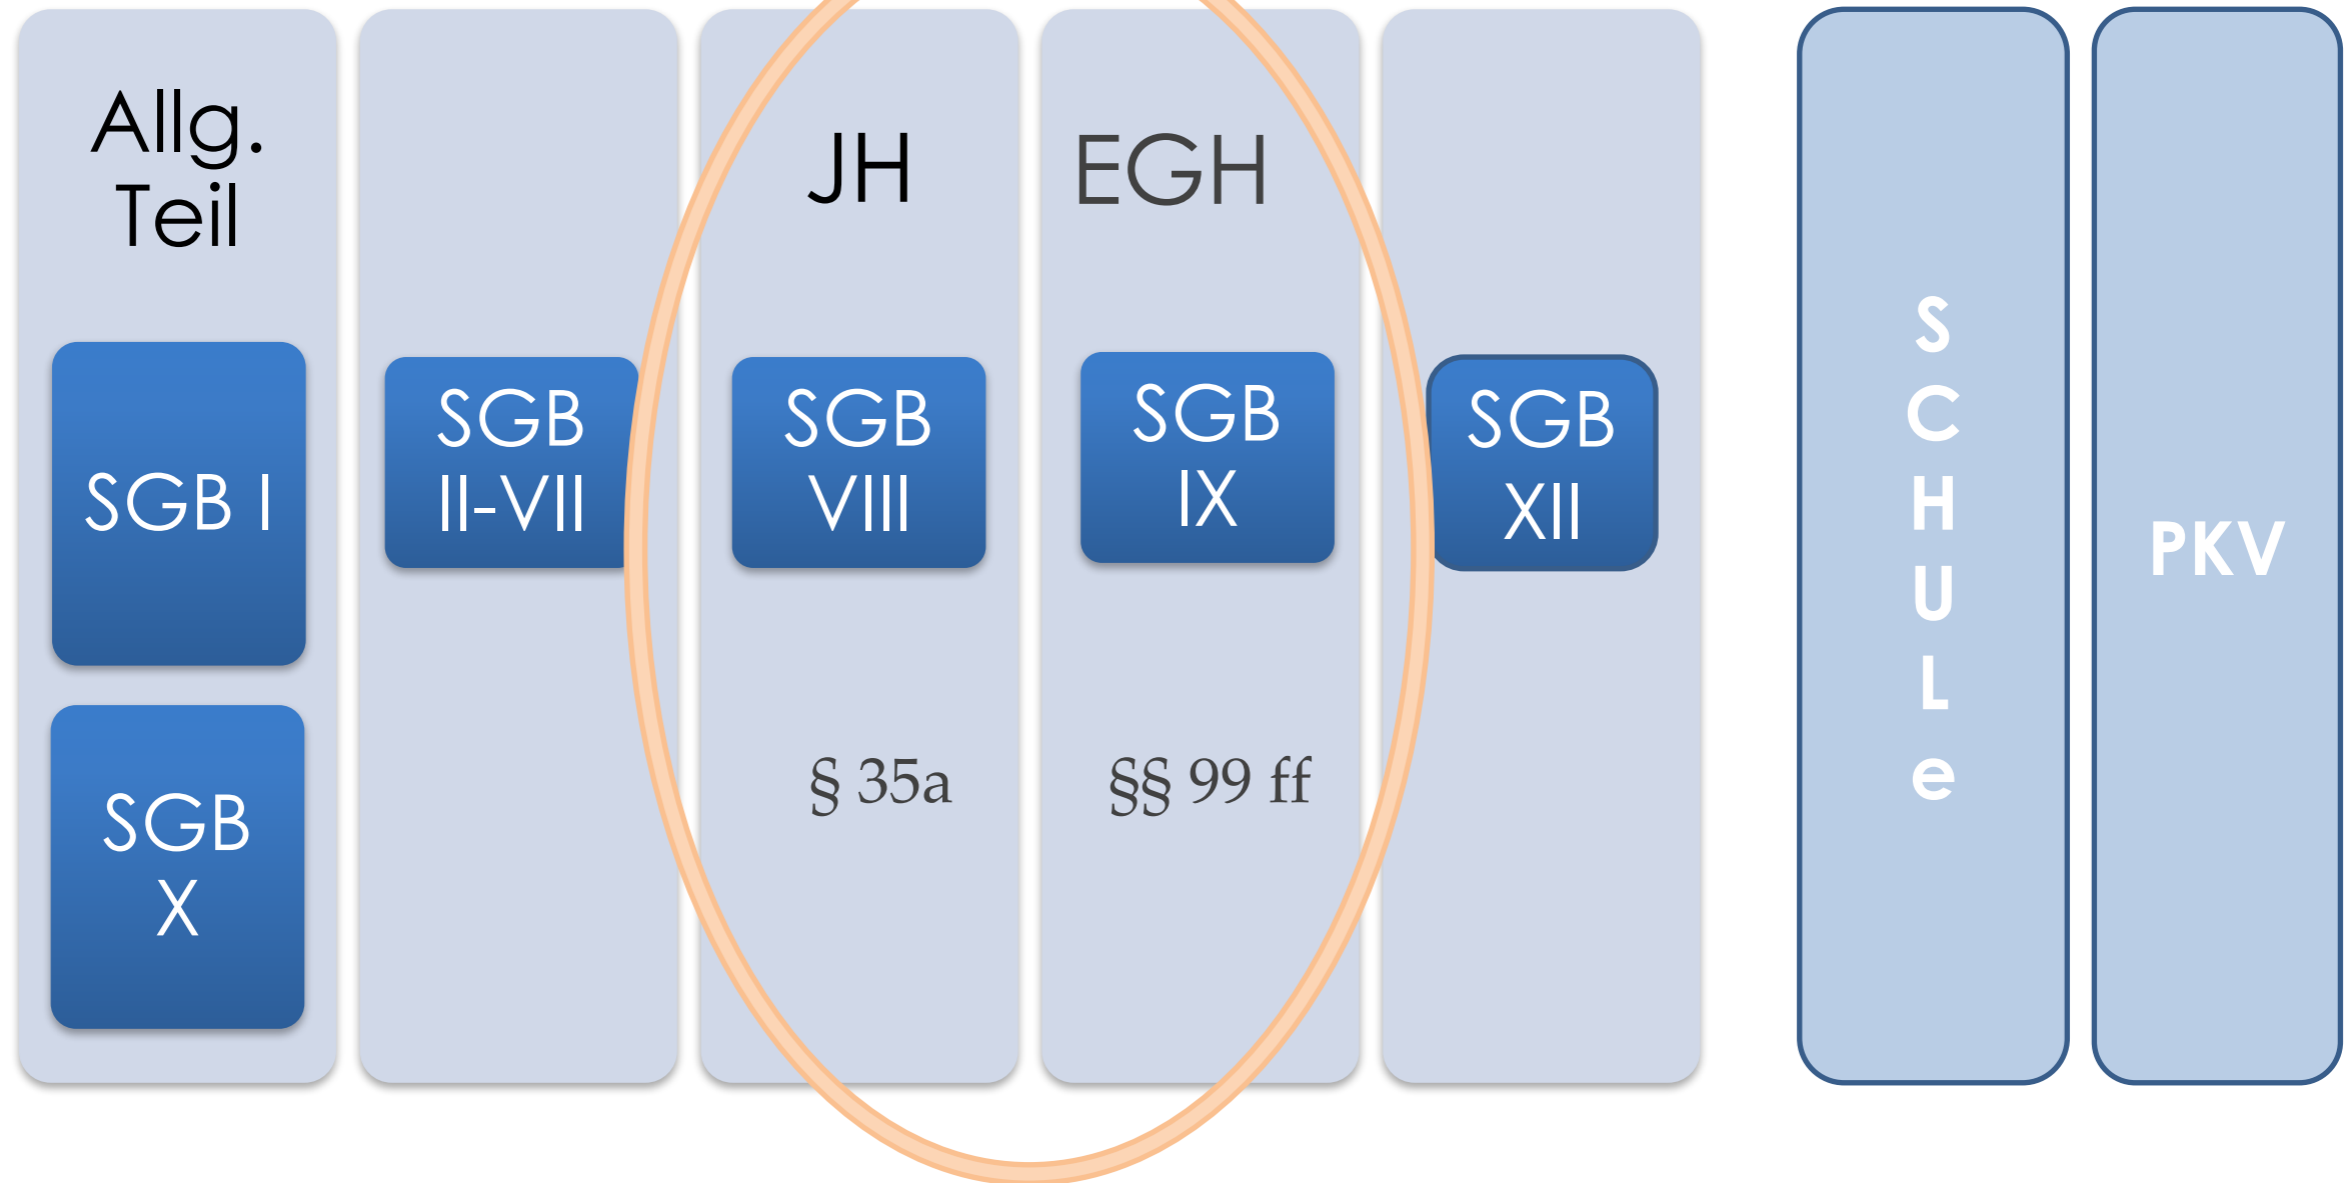 Allg.
Teil
SGB I
SGB
X
SGB
II-VII
JH
SGB
VIII
§ 35a
EGH
SGB
IX
§§ 99 ff
SGB
XII
S
C
H
U
L
e
PKV